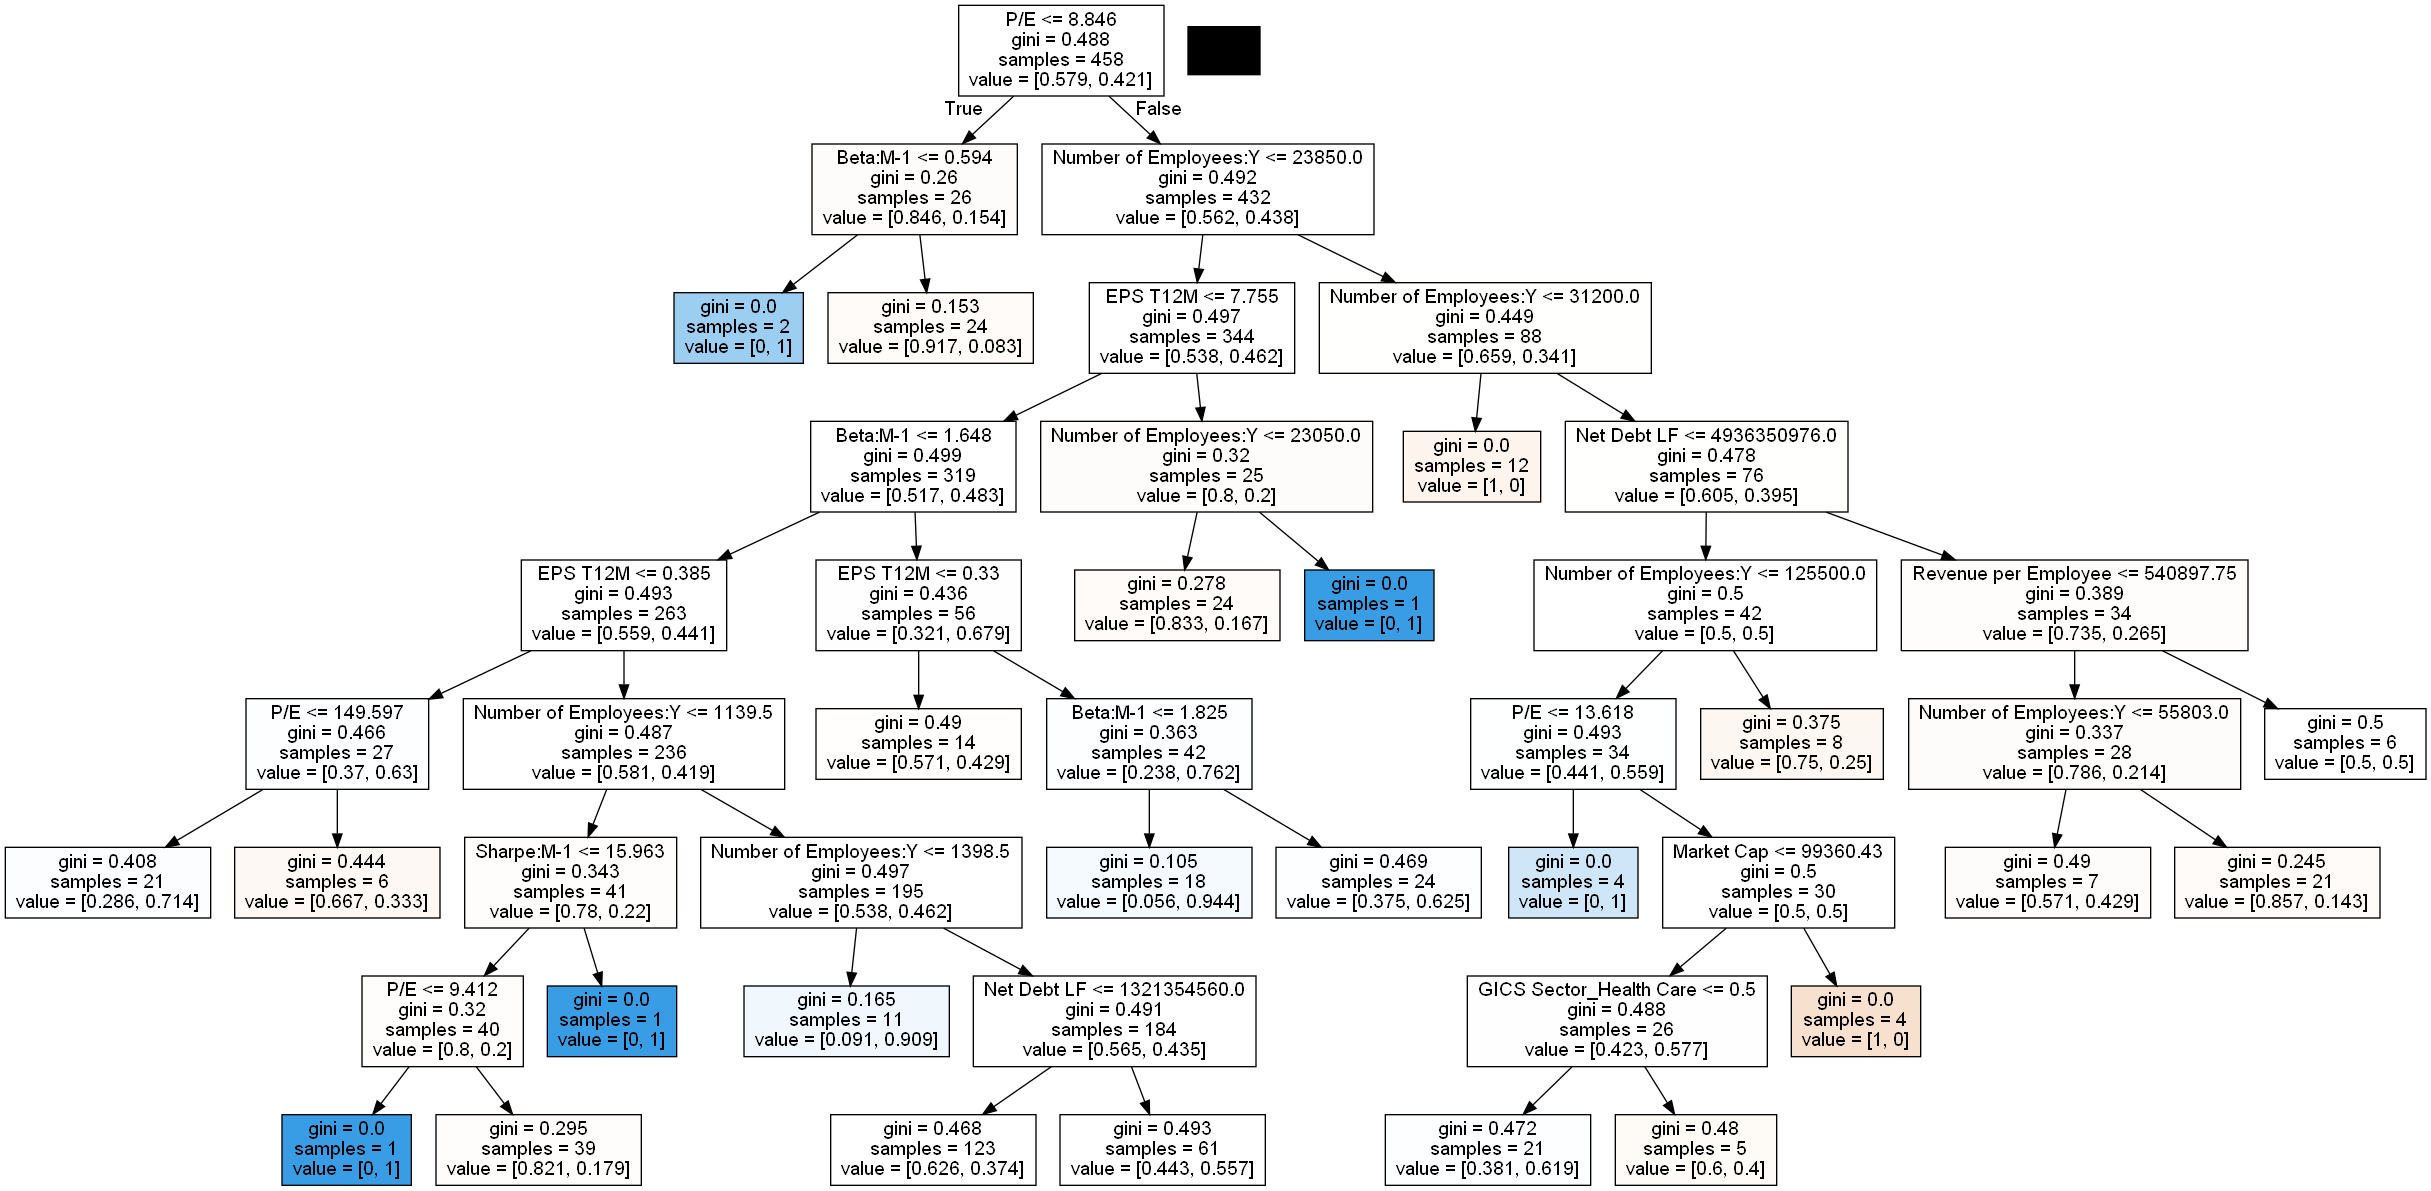 P/E <= 8.846
gini = 0.488
samples = 458
value = [0.579, 0.421]
True
False
Beta:M-1 <= 0.594
gini = 0.26
samples = 26
value = [0.846, 0.154]
Number of Employees:Y <= 23850.0
gini = 0.492
samples = 432
value = [0.562, 0.438]
gini = 0.0
samples = 2
value = [0, 1]
gini = 0.153
samples = 24
value = [0.917, 0.083]
EPS T12M <= 7.755
gini = 0.497
samples = 344
value = [0.538, 0.462]
Number of Employees:Y <= 31200.0
gini = 0.449
samples = 88
value = [0.659, 0.341]
Beta:M-1 <= 1.648
gini = 0.499
samples = 319
value = [0.517, 0.483]
Number of Employees:Y <= 23050.0
gini = 0.32
samples = 25
value = [0.8, 0.2]
gini = 0.0
samples = 12
value = [1, 0]
Net Debt LF <= 4936350976.0
gini = 0.478
samples = 76
value = [0.605, 0.395]
EPS T12M <= 0.385
gini = 0.493
samples = 263
value = [0.559, 0.441]
EPS T12M <= 0.33
gini = 0.436
samples = 56
value = [0.321, 0.679]
gini = 0.278
samples = 24
value = [0.833, 0.167]
gini = 0.0
samples = 1
value = [0, 1]
Number of Employees:Y <= 125500.0
gini = 0.5
samples = 42
value = [0.5, 0.5]
Revenue per Employee <= 540897.75
gini = 0.389
samples = 34
value = [0.735, 0.265]
P/E <= 149.597
gini = 0.466
samples = 27
value = [0.37, 0.63]
Number of Employees:Y <= 1139.5
gini = 0.487
samples = 236
value = [0.581, 0.419]
gini = 0.49
samples = 14
value = [0.571, 0.429]
Beta:M-1 <= 1.825
gini = 0.363
samples = 42
value = [0.238, 0.762]
P/E <= 13.618
gini = 0.493
samples = 34
value = [0.441, 0.559]
gini = 0.375
samples = 8
value = [0.75, 0.25]
Number of Employees:Y <= 55803.0
gini = 0.337
samples = 28
value = [0.786, 0.214]
gini = 0.5
samples = 6
value = [0.5, 0.5]
gini = 0.408
samples = 21
value = [0.286, 0.714]
gini = 0.444
samples = 6
value = [0.667, 0.333]
Sharpe:M-1 <= 15.963
gini = 0.343
samples = 41
value = [0.78, 0.22]
Number of Employees:Y <= 1398.5
gini = 0.497
samples = 195
value = [0.538, 0.462]
gini = 0.105
samples = 18
value = [0.056, 0.944]
gini = 0.469
samples = 24
value = [0.375, 0.625]
gini = 0.0
samples = 4
value = [0, 1]
Market Cap <= 99360.43
gini = 0.5
samples = 30
value = [0.5, 0.5]
gini = 0.49
samples = 7
value = [0.571, 0.429]
gini = 0.245
samples = 21
value = [0.857, 0.143]
P/E <= 9.412
gini = 0.32
samples = 40
value = [0.8, 0.2]
gini = 0.0
samples = 1
value = [0, 1]
gini = 0.165
samples = 11
value = [0.091, 0.909]
Net Debt LF <= 1321354560.0
gini = 0.491
samples = 184
value = [0.565, 0.435]
GICS Sector_Health Care <= 0.5
gini = 0.488
samples = 26
value = [0.423, 0.577]
gini = 0.0
samples = 4
value = [1, 0]
gini = 0.0
samples = 1
value = [0, 1]
gini = 0.295
samples = 39
value = [0.821, 0.179]
gini = 0.468
samples = 123
value = [0.626, 0.374]
gini = 0.493
samples = 61
value = [0.443, 0.557]
gini = 0.472
samples = 21
value = [0.381, 0.619]
gini = 0.48
samples = 5
value = [0.6, 0.4]